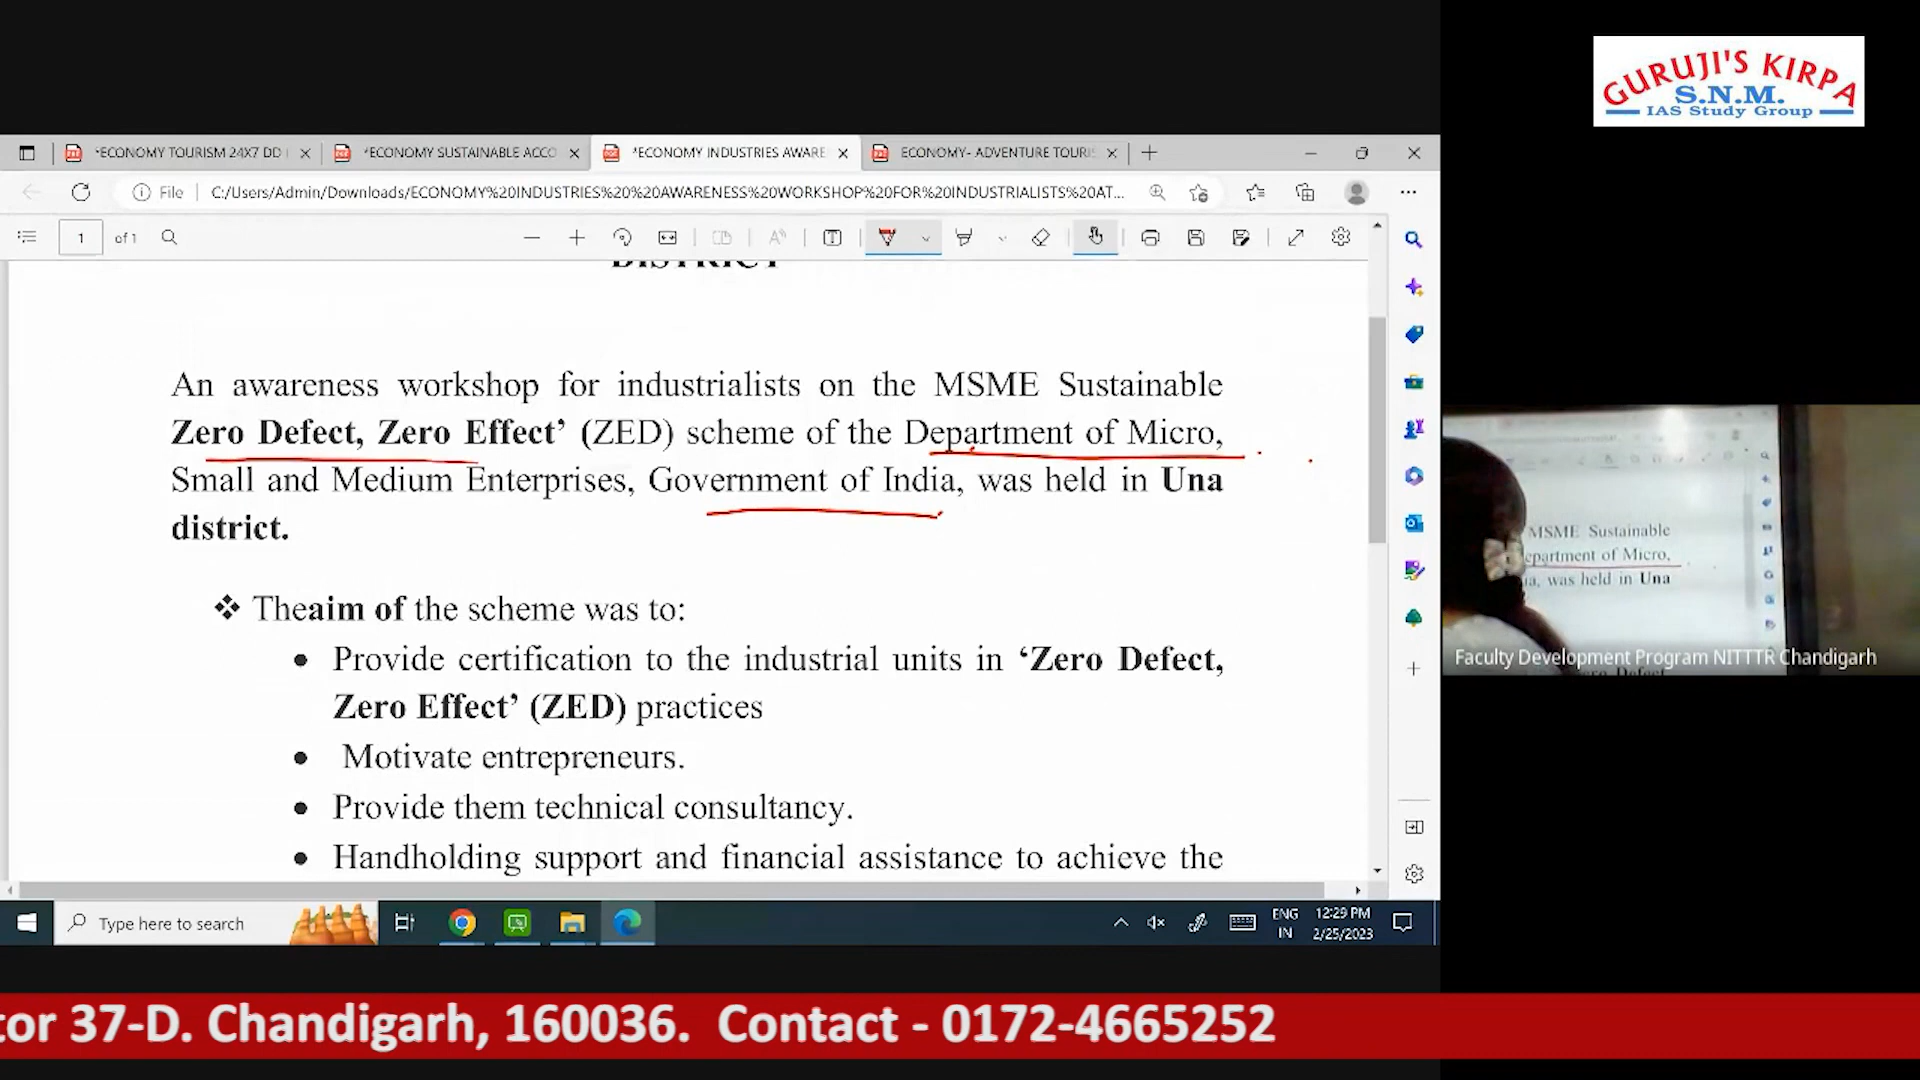 GURUJI'S KIRPA
S.N.M.
IAS Study Group
*ECONOMY TOURISM 24X7 DD
*ECONOMY SUSTAINABLE ACCO
*ECONOMY INDUSTRIES AWARE
ECONOMY- ADVENTURE TOURIS
File
C:/Users/Admin/Downloads/ECONOMY%20INDUSTRIES%20%20AWARENESS%20WORKSHOP%20FOR%20INDUSTRIALISTS%20AT...
1 of 1
DISTRICT
An awareness workshop for industrialists on the MSME Sustainable
Zero Defect, Zero Effect’ (ZED) scheme of the Department of Micro,
Small and Medium Enterprises, Government of India, was held in Una
district.
❖ Theaim of the scheme was to:
• Provide certification to the industrial units in ‘Zero Defect,
Zero Effect’ (ZED) practices
• Motivate entrepreneurs.
• Provide them technical consultancy.
• Handholding support and financial assistance to achieve the
MSME Sustainable
epartment of Micro,
ia, was held in Una
Faculty Development Program NITTTR Chandigarh
Type here to search
ENG
IN
12:29 PM
2/25/2023
tor 37-D. Chandigarh, 160036. Contact - 0172-4665252